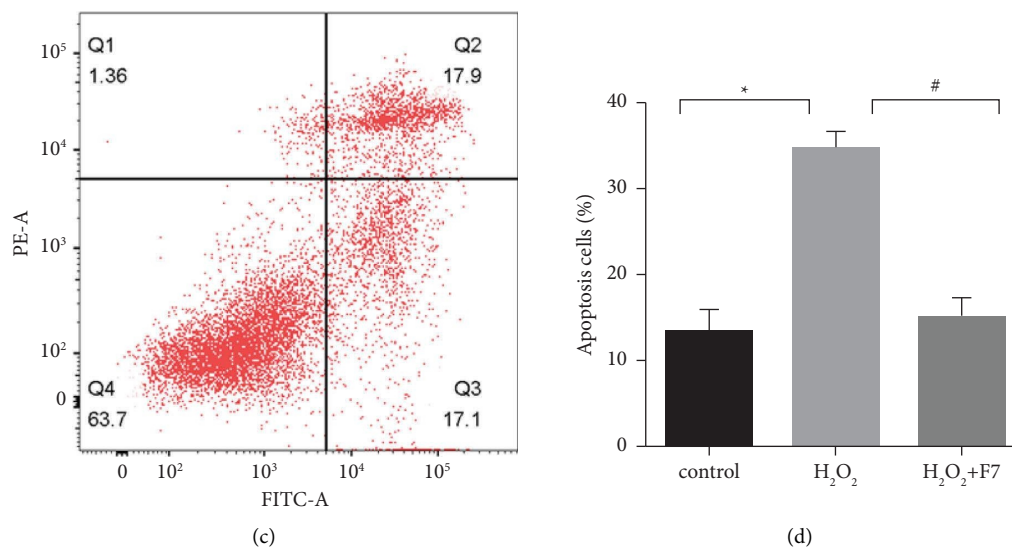 Q1
1.36
Q2
17.9
Q4
63.7
Q3
17.1
10⁵
10⁴
10³
10²
0
PE-A
0 10² 10³ 10⁴ 10⁵
FITC-A
(c)
*
#
40
30
20
10
0
Apoptosis cells (%)
control H₂O₂ H₂O₂+F7
(d)